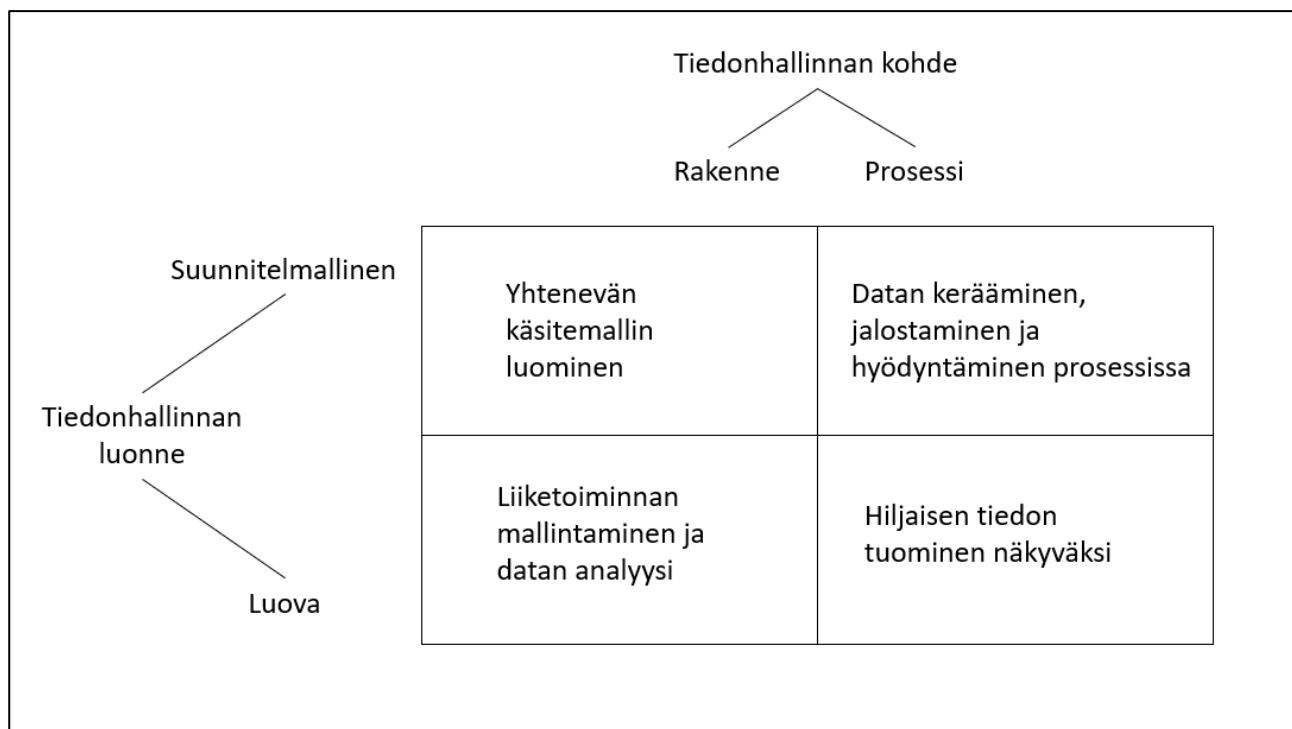 Tiedonhallinnan kohde
Rakenne
Prosessi
Suunnitelmallinen
Yhtenevän
käsitemallin
luominen
Datan kerääminen,
jalostaminen ja
hyödyntäminen prosessissa
Tiedonhallinnan
luonne
Liiketoiminnan
mallintaminen ja
datan analyysi
Hiljaisen tiedon
tuominen näkyväksi
Luova